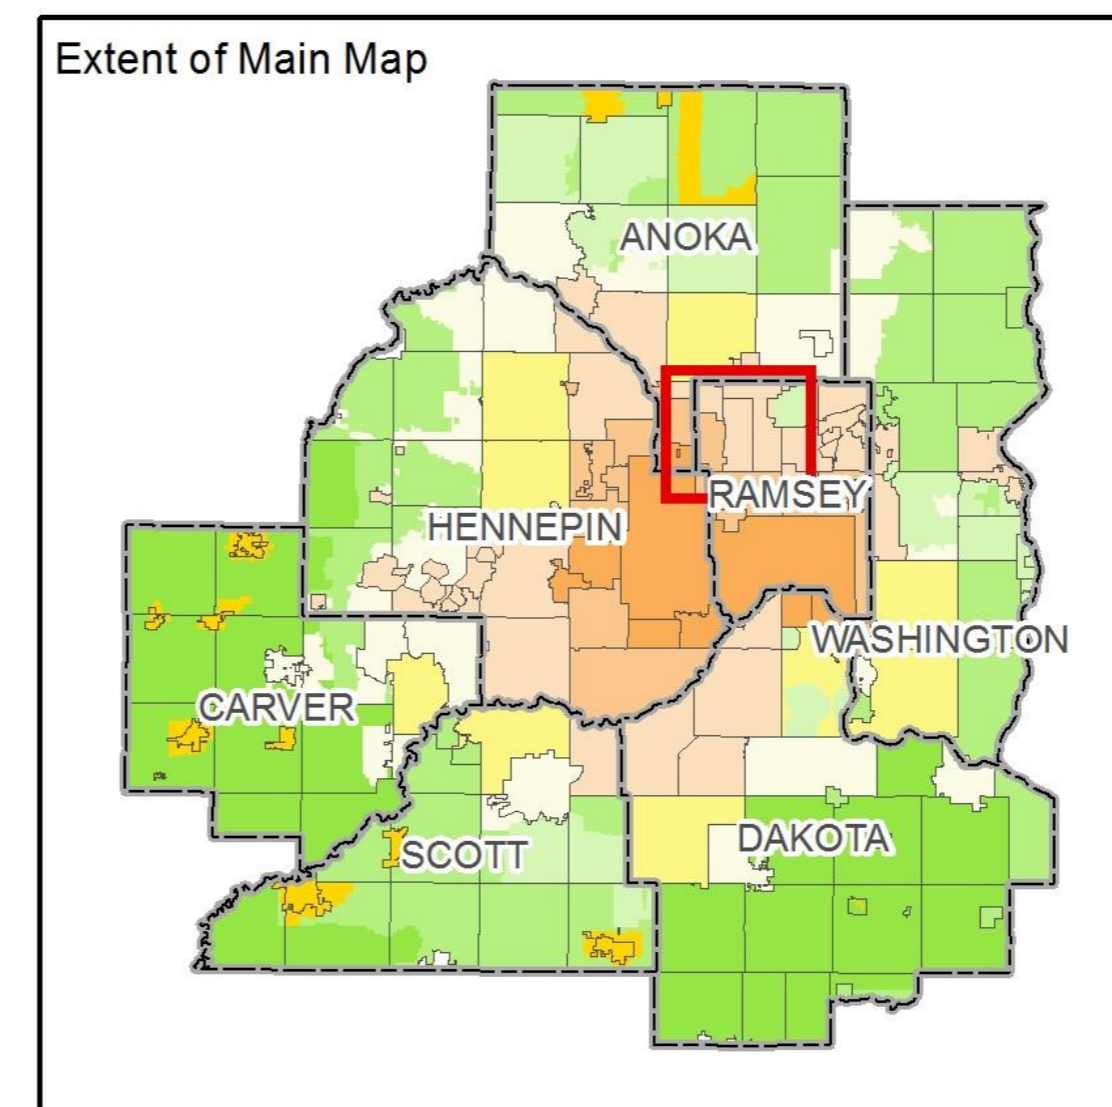 Extent of Main Map
ANOKA
RAMSEY
HENNEPIN
WASHINGTON
CARVER
DAKOTA
SCOTT